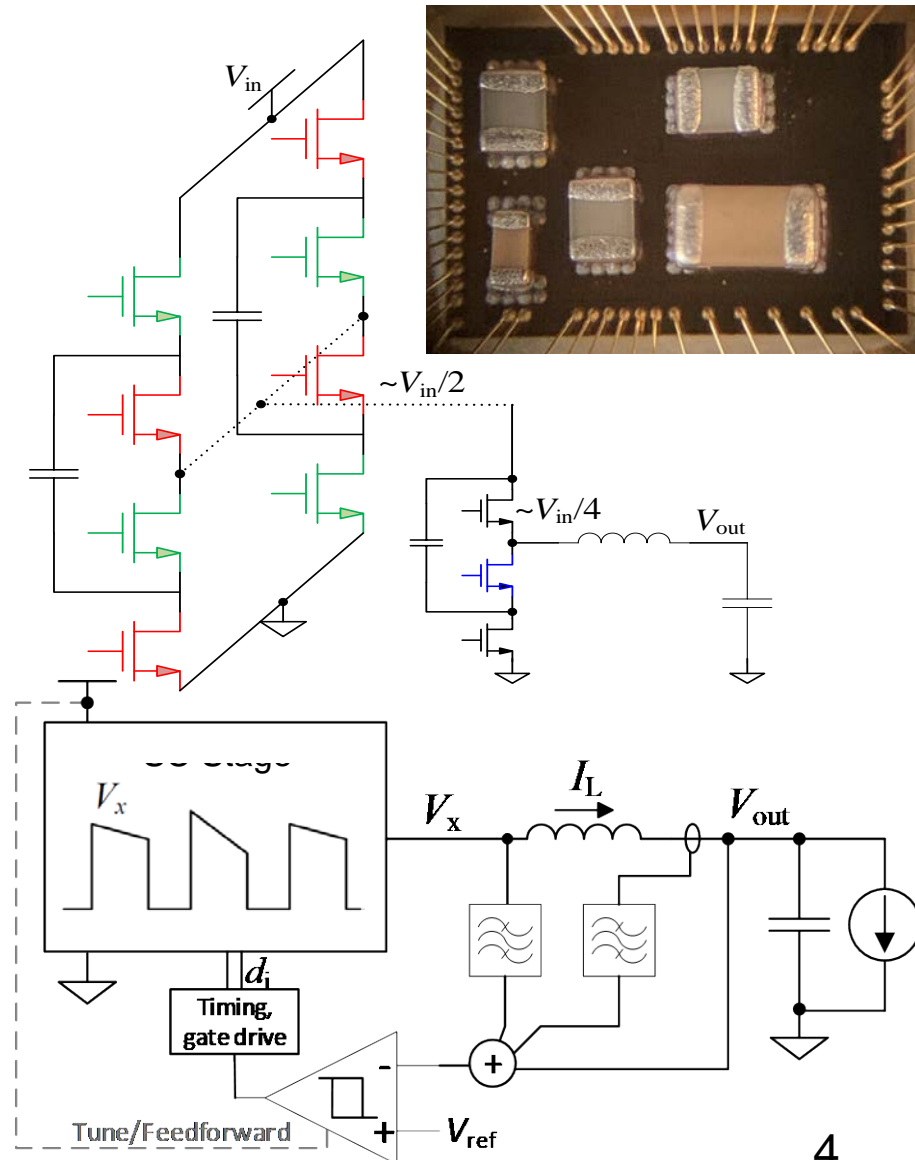 V_in
~V_in/2
~V_in/4
V_out
V_x
V_x
I_L
V_out
d_i
Timing,
gate drive
-
+
+
V_ref
Tune/Feedforward
4